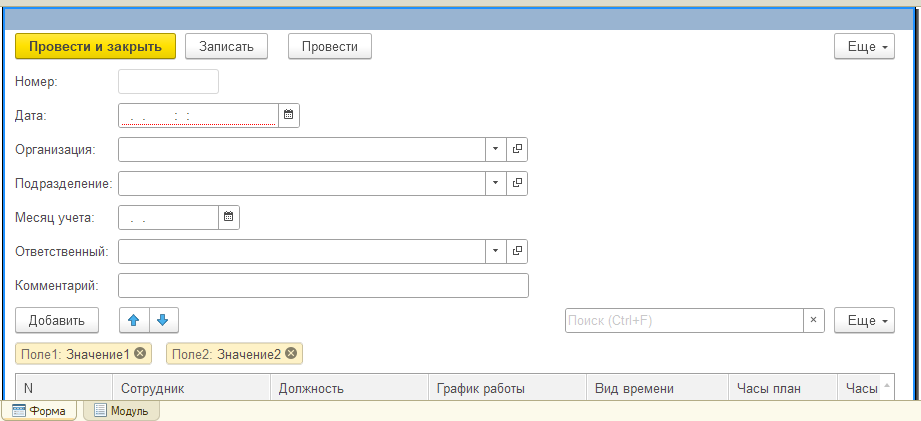 Провести и закрыть Записать Провести Еще
Номер:
Дата: . . : :
Организация:
Подразделение:
Месяц учета: . .
Ответственный:
Комментарий:
Добавить Поиск (Ctrl+F) × Еще
Поле1: Значение1 Поле2: Значение2
N Сотрудник Должность График работы Вид времени Часы план Часы
Форма Модуль